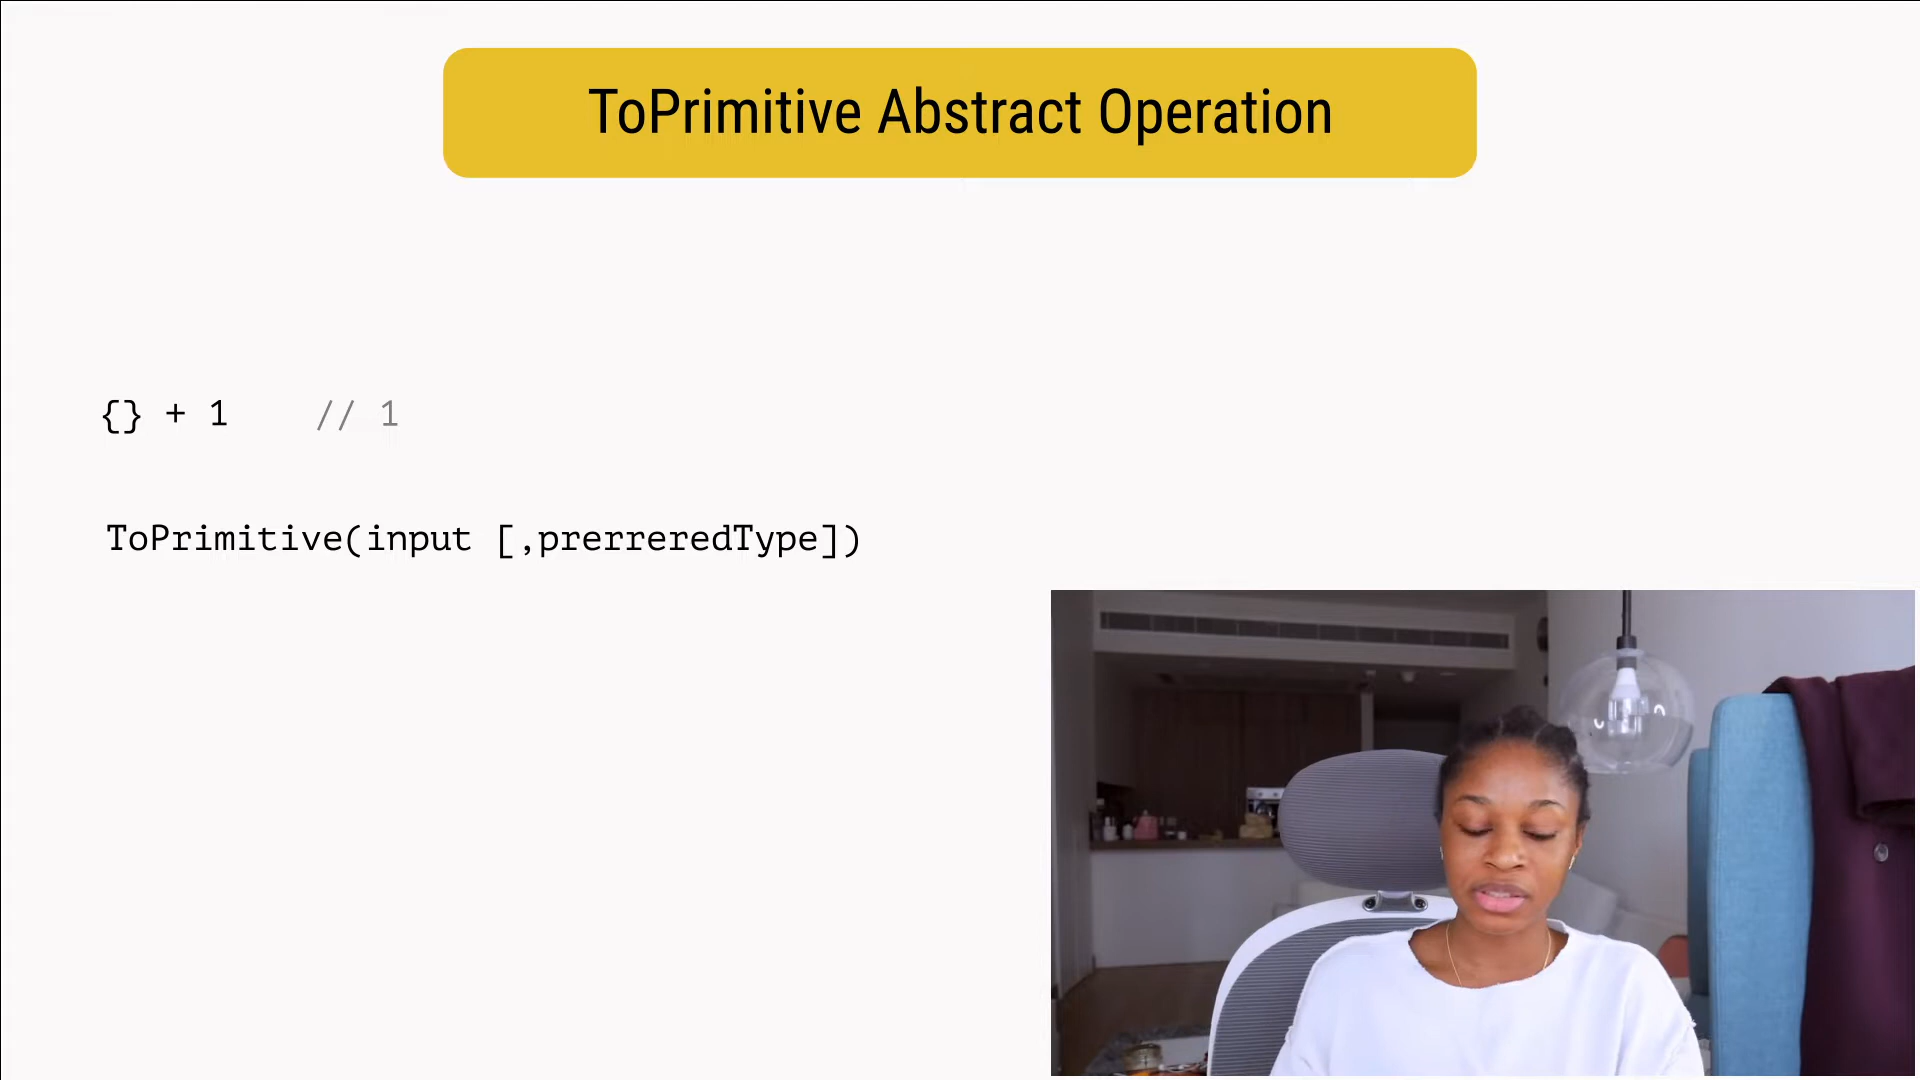 ToPrimitive Abstract Operation
{} + 1    // 1
ToPrimitive(input [,prerreredType])